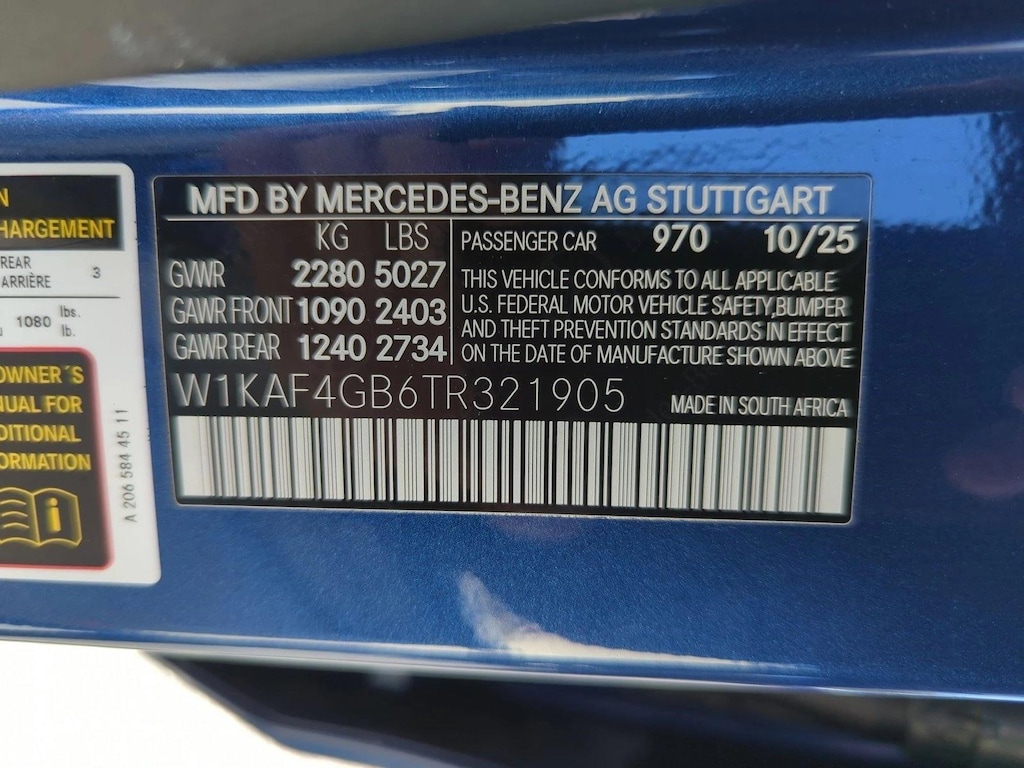 N
HARGEMENT
REAR
ARRIÈRE
3
1080 lbs.
lb.
OWNER´S
NUAL FOR
DITIONAL
ORMATION
A 206 584 45 11
MFD BY MERCEDES-BENZ AG STUTTGART
KG LBS
GVWR 2280 5027
GAWR FRONT 1090 2403
GAWR REAR 1240 2734
PASSENGER CAR 970 10/25
THIS VEHICLE CONFORMS TO ALL APPLICABLE
U.S. FEDERAL MOTOR VEHICLE SAFETY,BUMPER
AND THEFT PREVENTION STANDARDS IN EFFECT
ON THE DATE OF MANUFACTURE SHOWN ABOVE
W1KAF4GB6TR321905
MADE IN SOUTH AFRICA